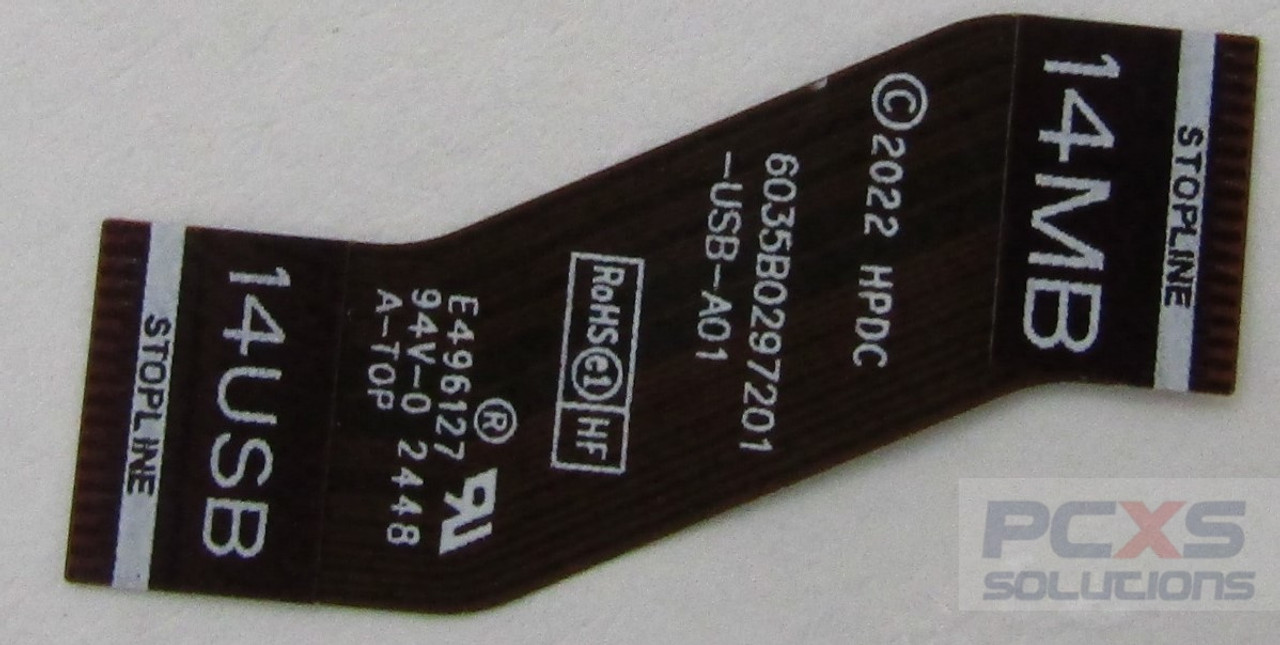 14MB
STOPLINE
©2022 HPDC
6035B0297201
-USB-A01
RoHS e1 HF
®
E496127
94V-0 2448
A-TOP
14USB
STOPLINE
PCXS
SOLUTIONS